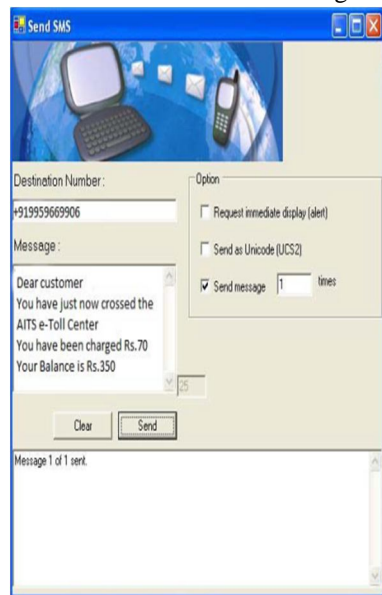 Send SMS
Destination Number :
+919959669906
Message :
Dear customer
You have just now crossed the
AITS e-Toll Center
You have been charged Rs.70
Your Balance is Rs.350
25
Option
Request immediate display (alert)
Send as Unicode (UCS2)
Send message 1 times
Clear Send
Message 1 of 1 sent.